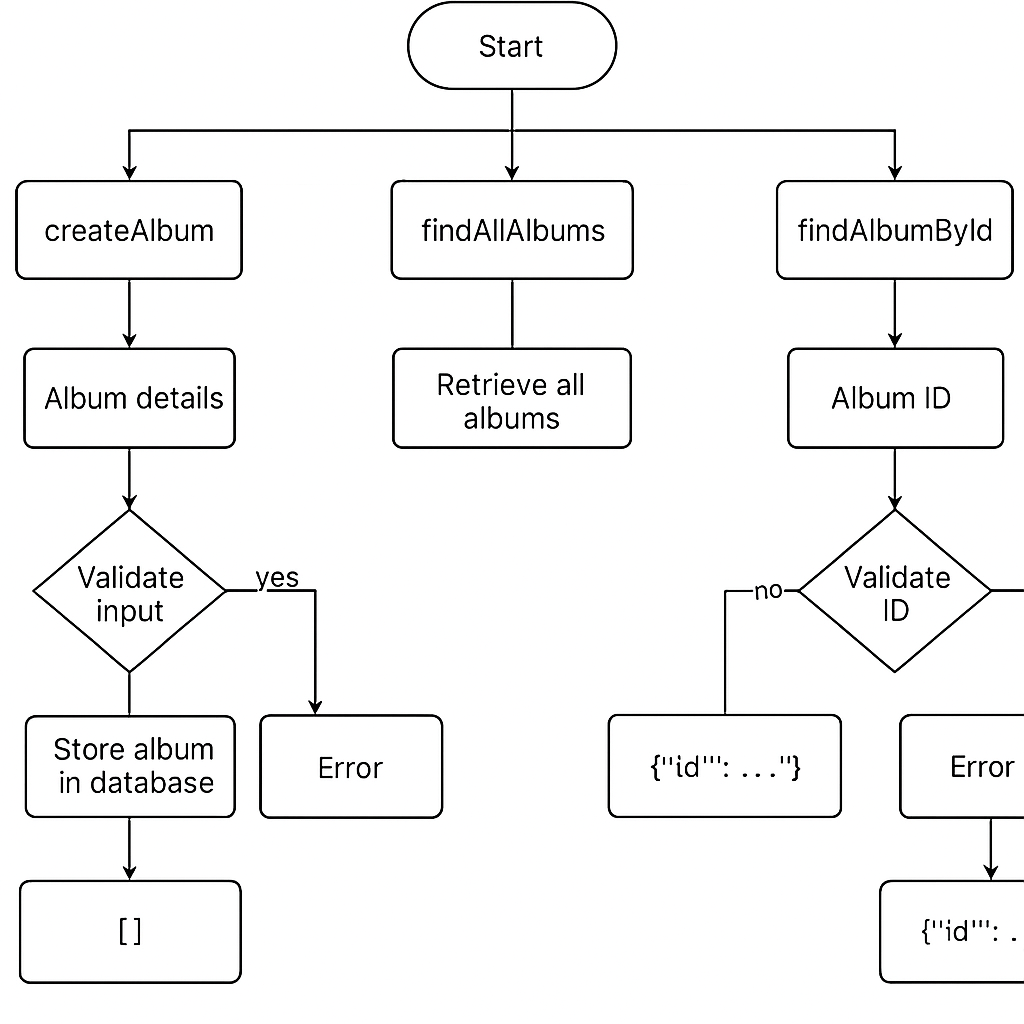 Start
createAlbum
findAllAlbums
findAlbumById
Album details
Retrieve all
albums
Album ID
Validate
input
yes
no
Validate
ID
Store album
in database
Error
{"id"': ..."}
Error
[]
{"id"': .